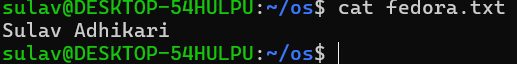 sulav@DESKTOP-54HULPU:~/os$ cat fedora.txt
Sulav Adhikari
sulav@DESKTOP-54HULPU:~/os$